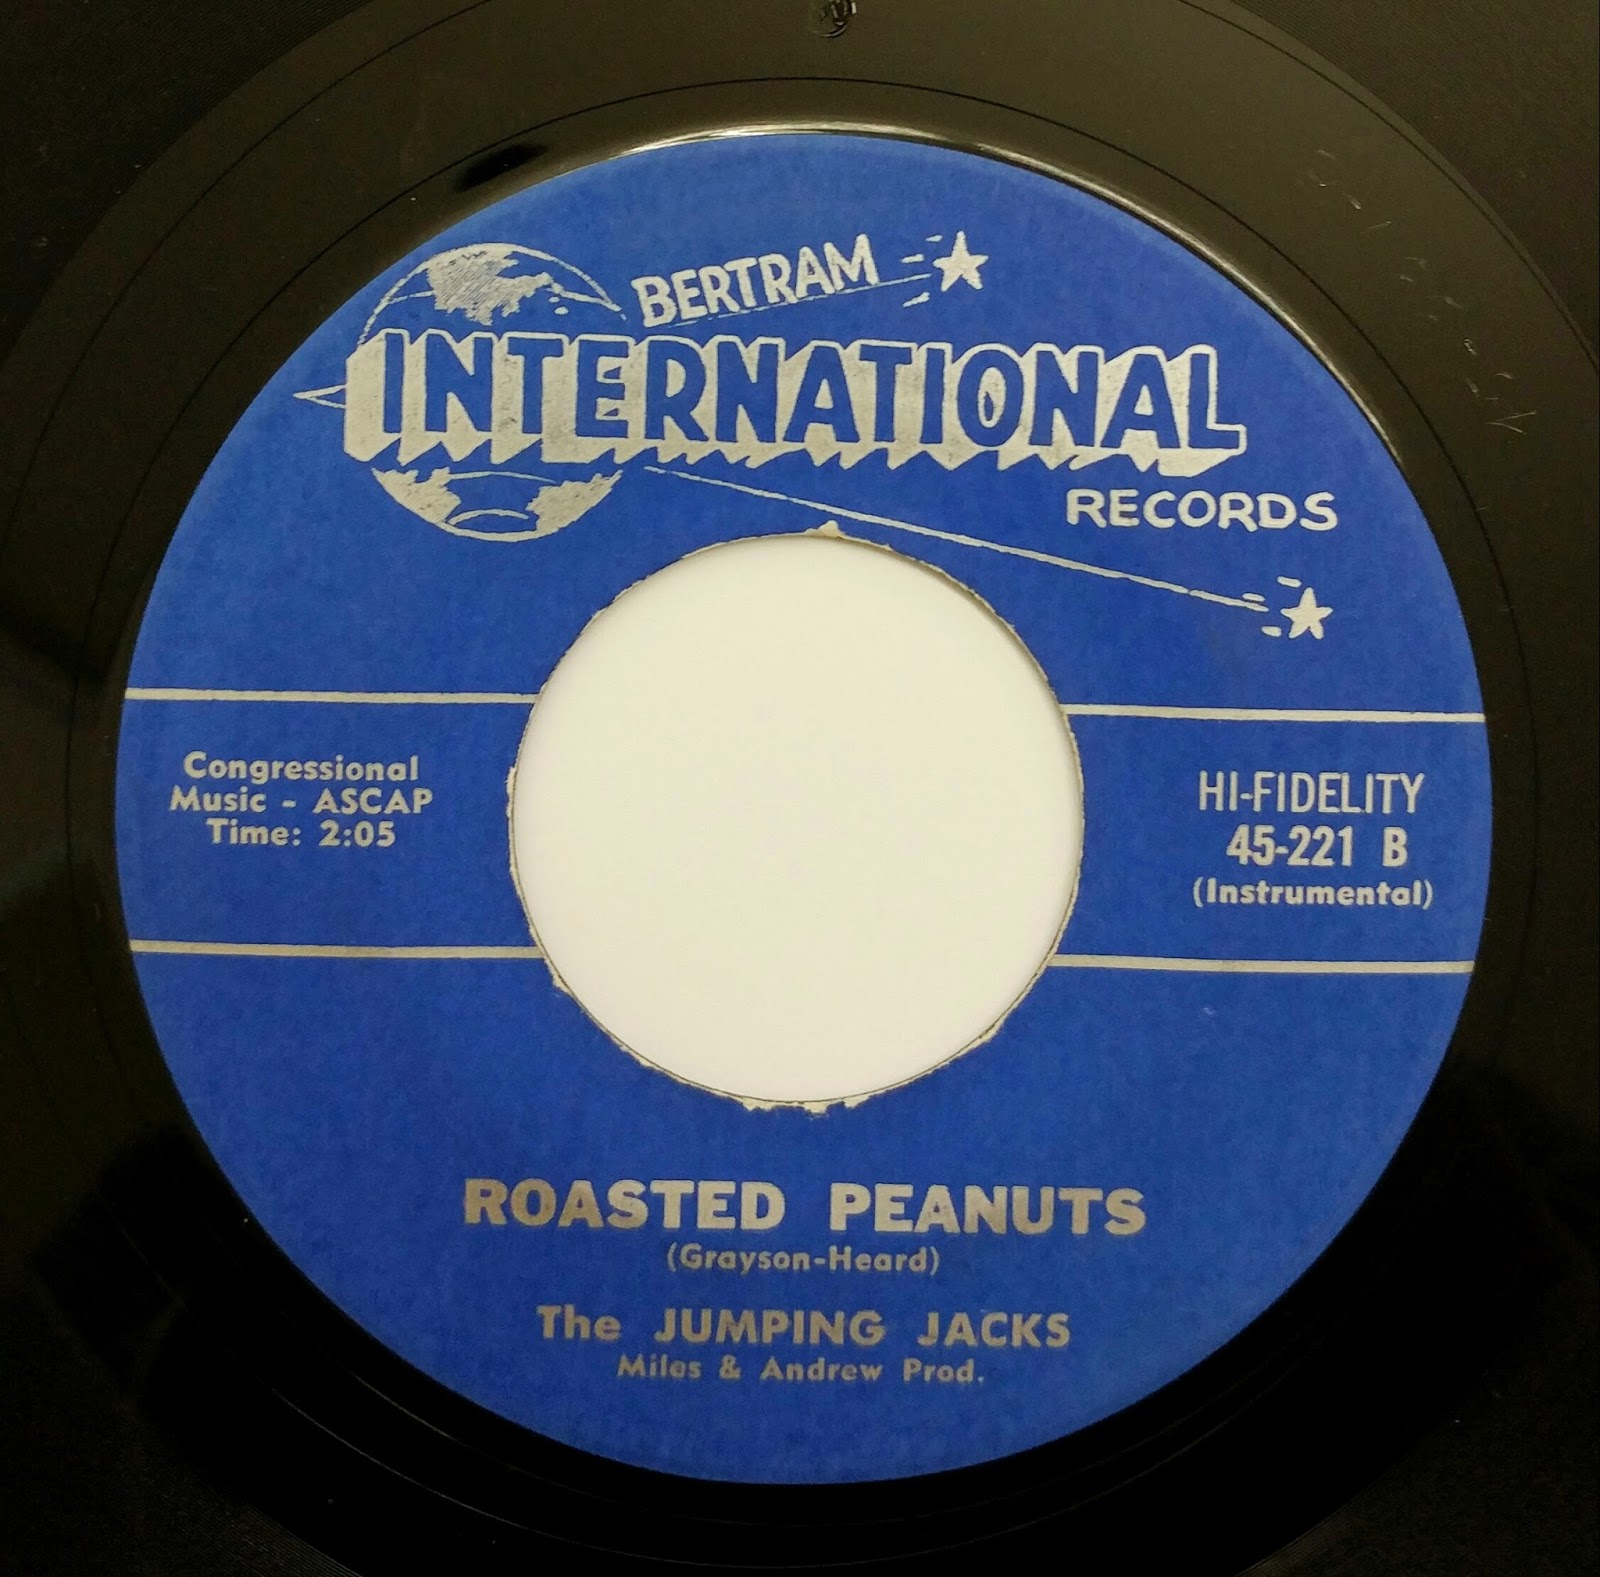 BERTRAM
INTERNATIONAL
RECORDS
Congressional
Music - ASCAP
Time: 2:05
HI-FIDELITY
45-221 B
(Instrumental)
ROASTED PEANUTS
(Grayson-Heard)
The JUMPING JACKS
Miles & Andrew Prod.